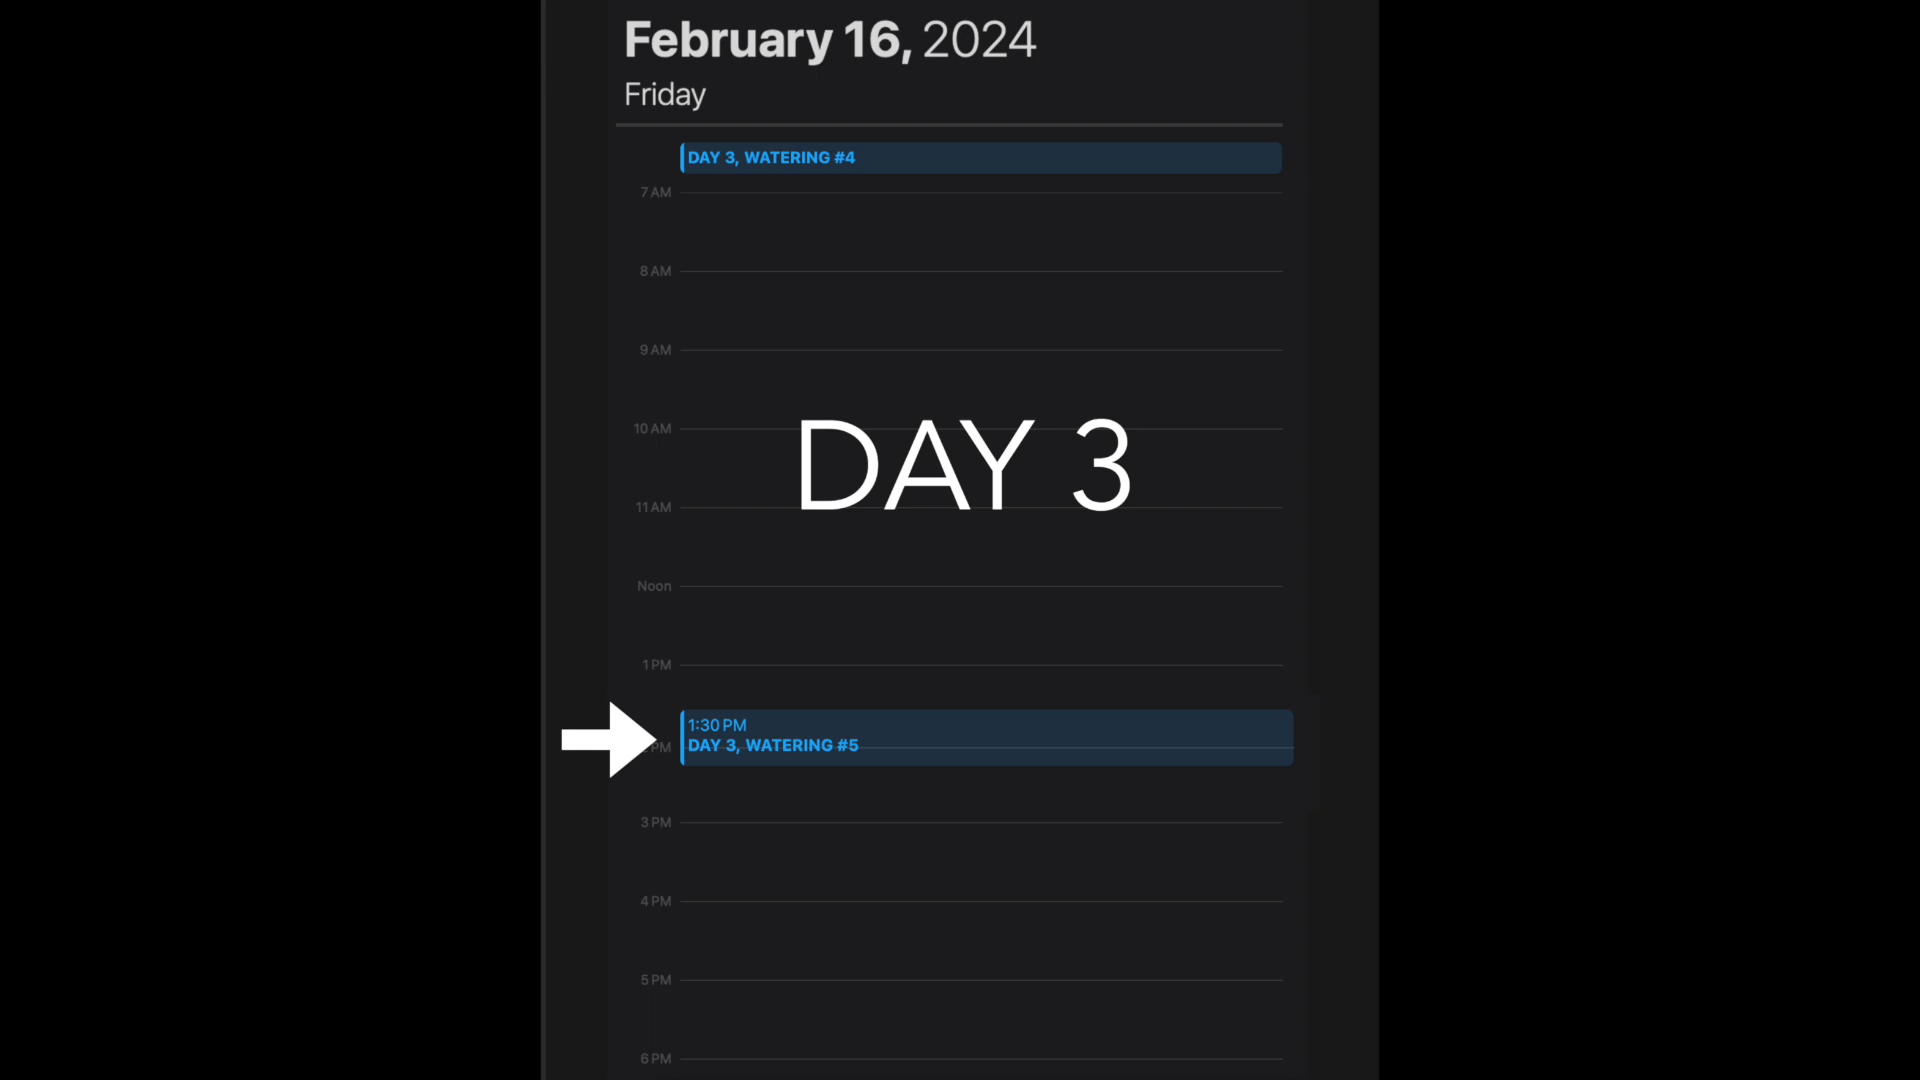 February 16, 2024
Friday
DAY 3, WATERING #4
7 AM
8 AM
9 AM
DAY 3
10 AM
11 AM
Noon
1 PM
1:30 PM
PM
DAY 3, WATERING #5
3 PM
4 PM
5 PM
6 PM